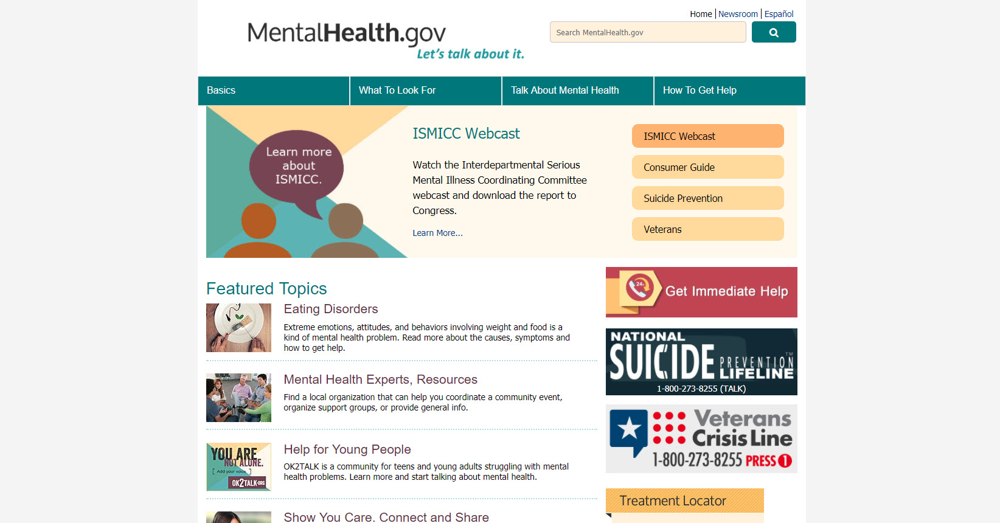 Home
Newsroom
Español
MentalHealth.gov
Let's talk about it.
Search MentalHealth.gov
Basics
What To Look For
Talk About Mental Health
How To Get Help
Learn more
about
ISMICC.
ISMICC Webcast
Watch the Interdepartmental Serious
Mental Illness Coordinating Committee
webcast and download the report to
Congress.
Learn More...
ISMICC Webcast
Consumer Guide
Suicide Prevention
Veterans
Featured Topics
Eating Disorders
Extreme emotions, attitudes, and behaviors involving weight and food is a
kind of mental health problem. Read more about the causes, symptoms and
how to get help.
Mental Health Experts, Resources
Find a local organization that can help you coordinate a community event,
organize support groups, or provide general info.
YOU ARE
NOT ALONE.
[ Add your voice ]
OK2TALK.ORG
Help for Young People
OK2TALK is a community for teens and young adults struggling with mental
health problems. Learn more and start talking about mental health.
Show You Care. Connect and Share
24h
Get Immediate Help
NATIONAL
SUICIDE PREVENTION LIFELINE™
1-800-273-8255 (TALK)
Veterans
Crisis Line
1-800-273-8255 PRESS 1
Treatment Locator